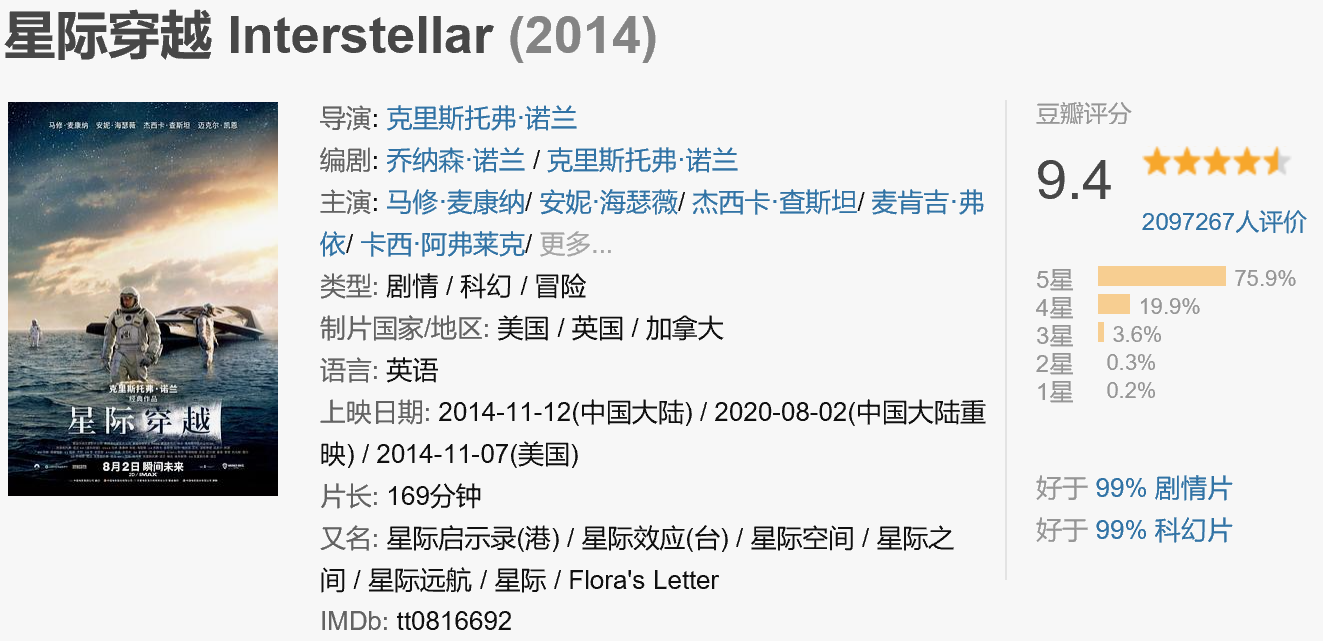 星际穿越 Interstellar (2014)
马修·麦康纳 安妮·海瑟薇 杰西卡·查斯坦 迈克尔·凯恩
克里斯托弗·诺兰
经典作品
星际穿越
8月2日 瞬间未来
IMAX
导演: 克里斯托弗·诺兰
编剧: 乔纳森·诺兰 / 克里斯托弗·诺兰
主演: 马修·麦康纳/ 安妮·海瑟薇/ 杰西卡·查斯坦/ 麦肯吉·弗
依/ 卡西·阿弗莱克/ 更多...
类型: 剧情 / 科幻 / 冒险
制片国家/地区: 美国 / 英国 / 加拿大
语言: 英语
上映日期: 2014-11-12(中国大陆) / 2020-08-02(中国大陆重
映) / 2014-11-07(美国)
片长: 169分钟
又名: 星际启示录(港) / 星际效应(台) / 星际空间 / 星际之
间 / 星际远航 / 星际 / Flora's Letter
IMDb: tt0816692
豆瓣评分
9.4
2097267人评价
5星 75.9%
4星 19.9%
3星 3.6%
2星 0.3%
1星 0.2%
好于 99% 剧情片
好于 99% 科幻片